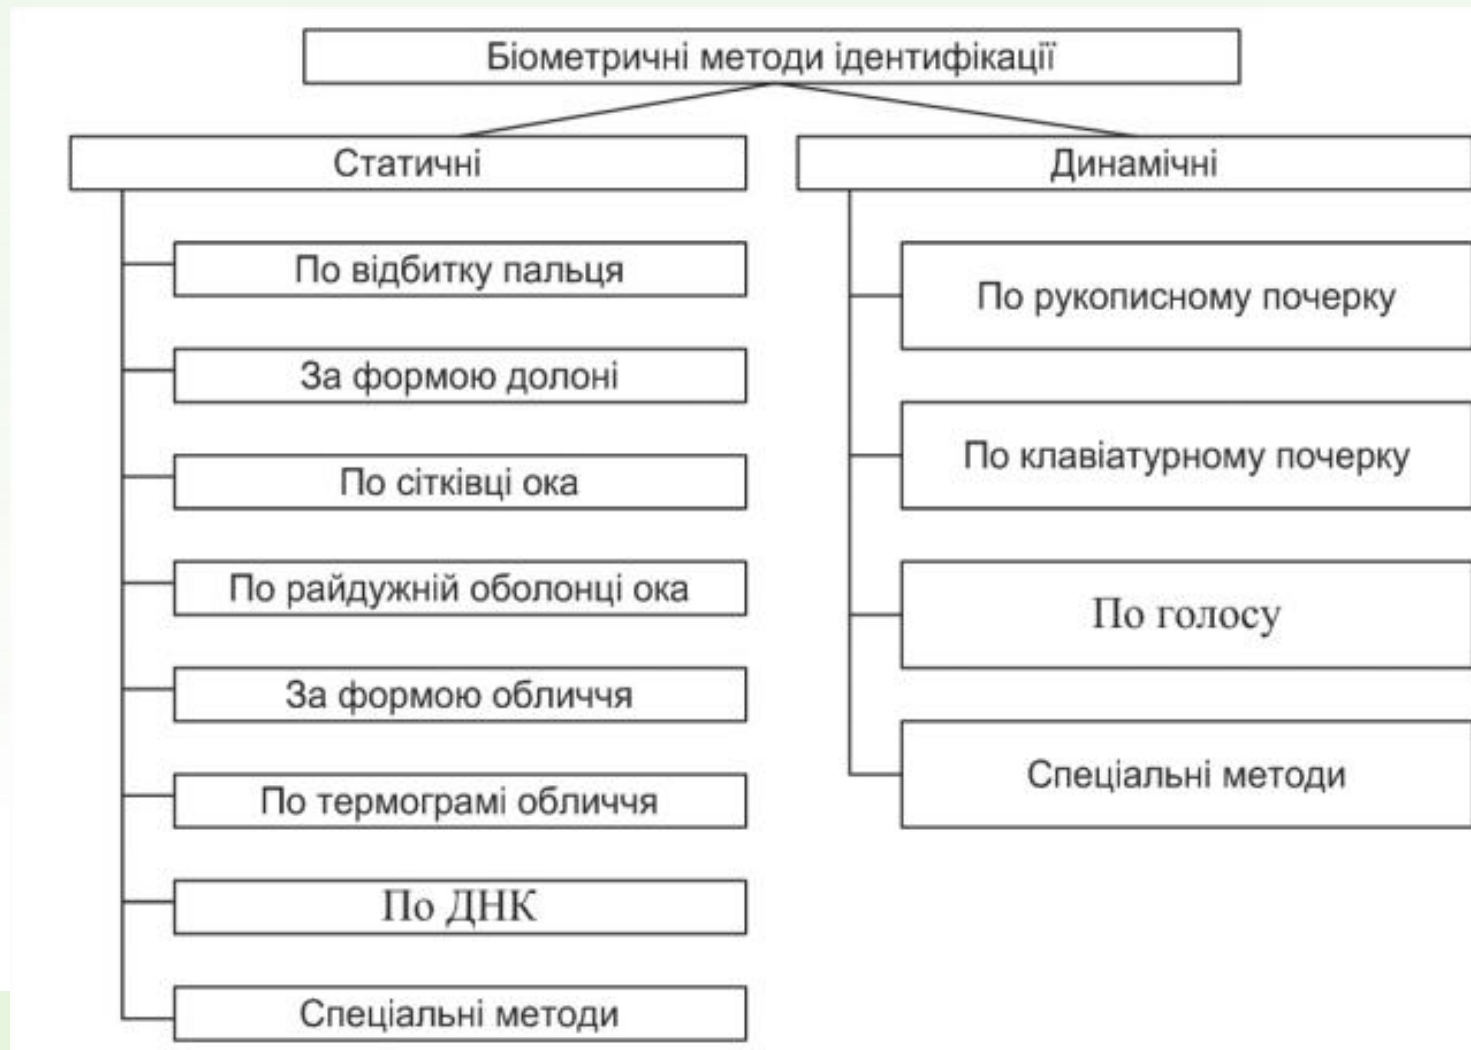 Біометричні методи ідентифікації
Статичні
По відбитку пальця
За формою долоні
По сітківці ока
По райдужній оболонці ока
За формою обличчя
По термограмі обличчя
По ДНК
Спеціальні методи
Динамічні
По рукописному почерку
По клавіатурному почерку
По голосу
Спеціальні методи